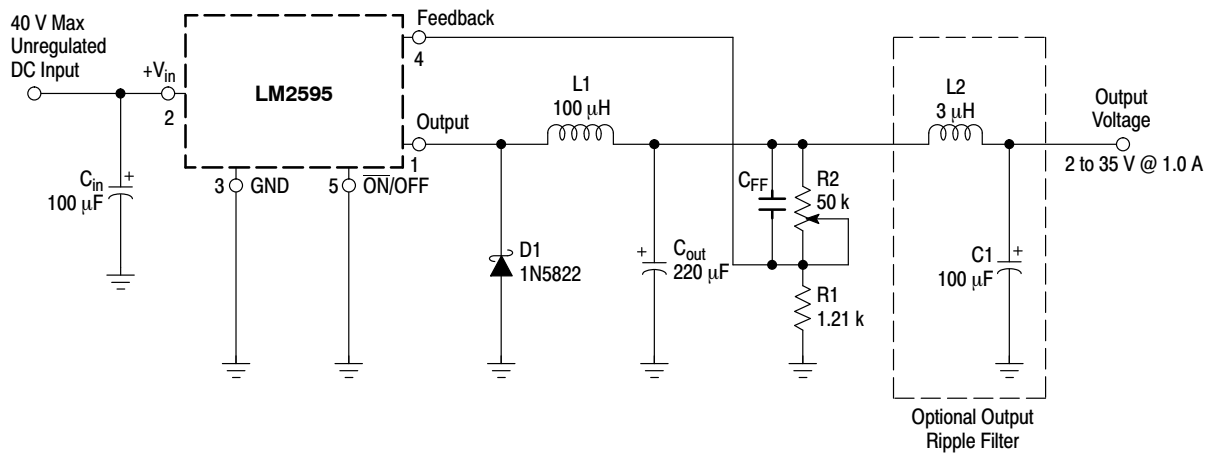 40 V Max
Unregulated
DC Input
+Vin
2
LM2595
Feedback
4
Output
1
3
GND
5
ON/OFF
Cin
100 µF
+
L1
100 µH
D1
1N5822
+
Cout
220 µF
CFF
R2
50 k
R1
1.21 k
L2
3 µH
C1
100 µF
+
Output
Voltage
2 to 35 V @ 1.0 A
Optional Output
Ripple Filter